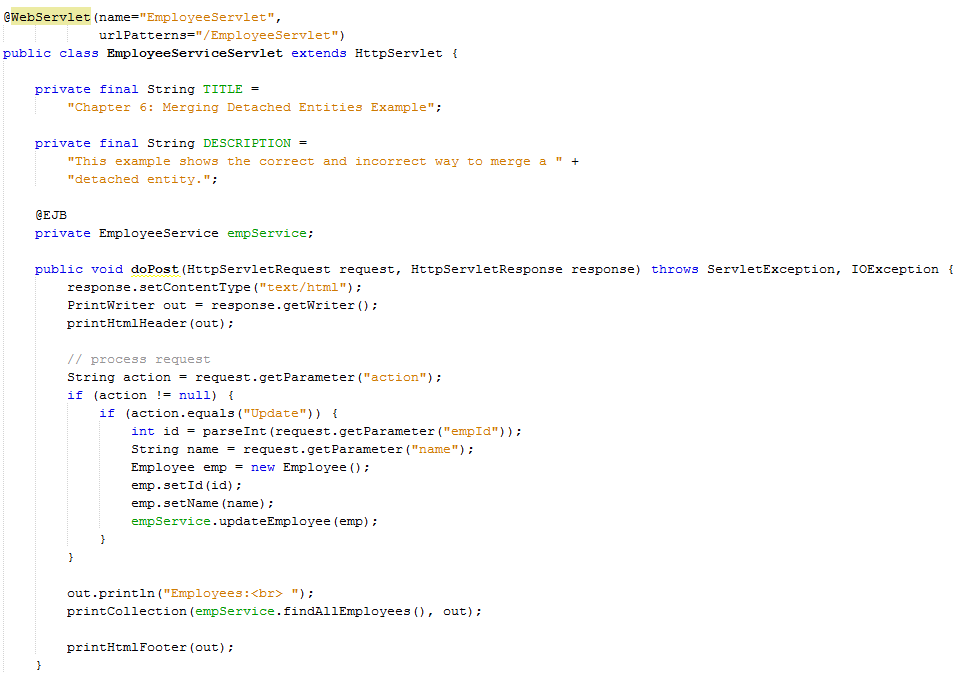 @WebServlet(name="EmployeeServlet",
            urlPatterns="/EmployeeServlet")
public class EmployeeServiceServlet extends HttpServlet {

    private final String TITLE =
        "Chapter 6: Merging Detached Entities Example";

    private final String DESCRIPTION =
        "This example shows the correct and incorrect way to merge a " +
        "detached entity.";

    @EJB
    private EmployeeService empService;

    public void doPost(HttpServletRequest request, HttpServletResponse response) throws ServletException, IOException {
        response.setContentType("text/html");
        PrintWriter out = response.getWriter();
        printHtmlHeader(out);

        // process request
        String action = request.getParameter("action");
        if (action != null) {
            if (action.equals("Update")) {
                int id = parseInt(request.getParameter("empId"));
                String name = request.getParameter("name");
                Employee emp = new Employee();
                emp.setId(id);
                emp.setName(name);
                empService.updateEmployee(emp);
            }
        }

        out.println("Employees:<br> ");
        printCollection(empService.findAllEmployees(), out);

        printHtmlFooter(out);
    }